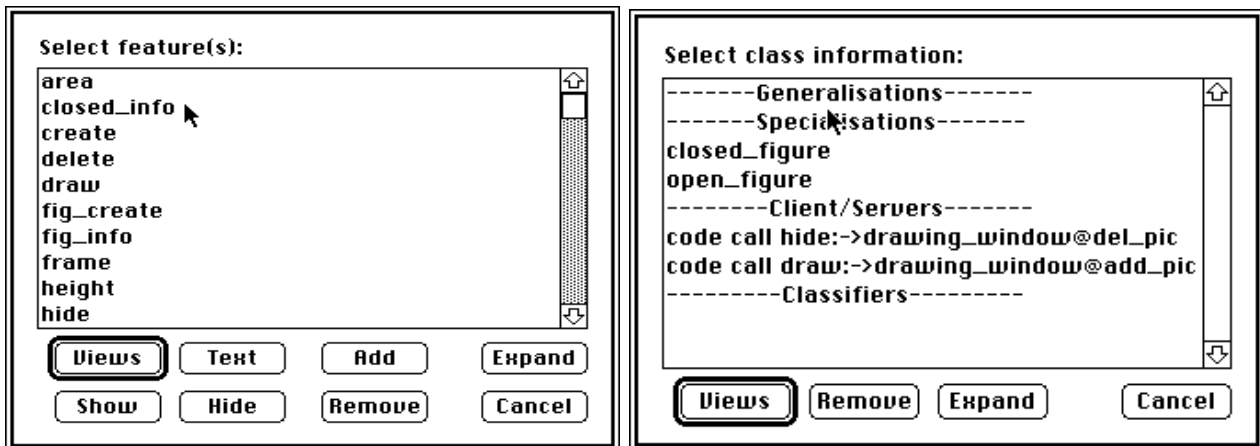 Select feature(s):
area
closed_info
create
delete
draw
fig_create
fig_info
frame
height
hide
Views Text Add Expand
Show Hide Remove Cancel
Select class information:
-------Generalisations-------
-------Specialisations-------
closed_figure
open_figure
--------Client/Servers-------
code call hide:->drawing_window@del_pic
code call draw:->drawing_window@add_pic
---------Classifiers---------
Views Remove Expand Cancel